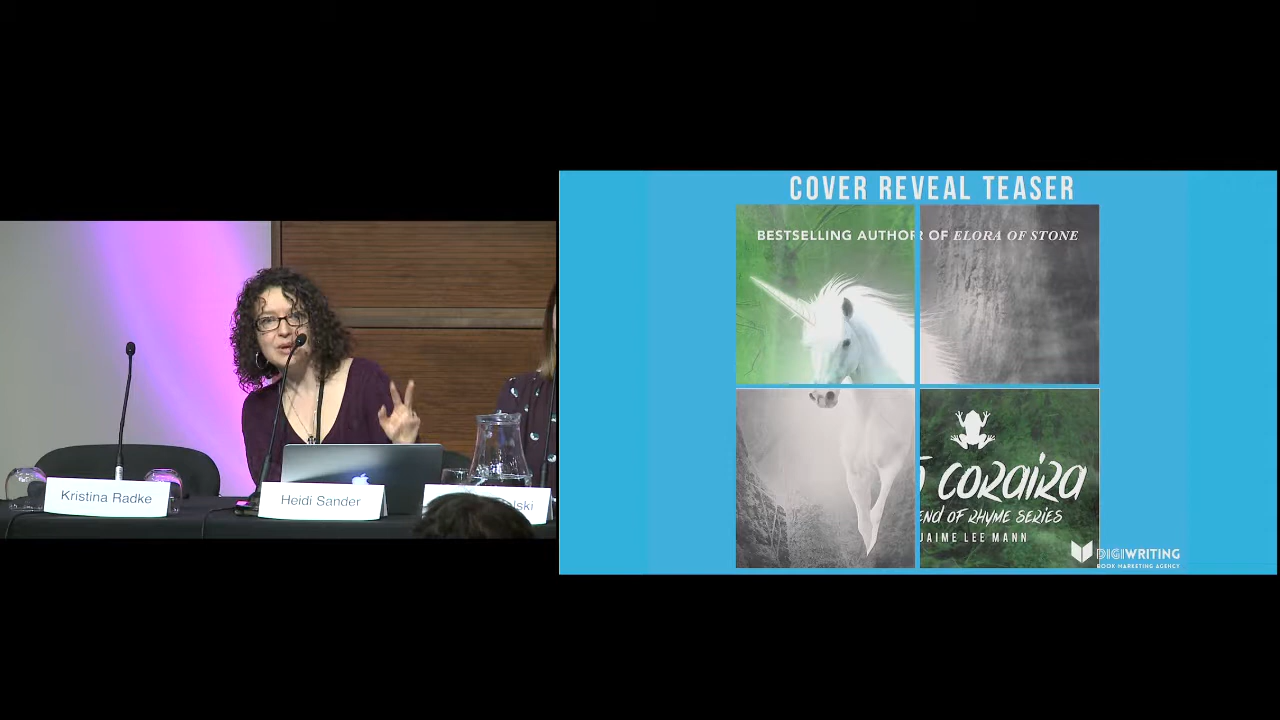 COVER REVEAL TEASER
BESTSELLING AUTHOR OF ELORA OF STONE
CORAIRA
END OF RHYME SERIES
JAIME LEE MANN
DIGIWRITING
BOOK MARKETING AGENCY
Kristina Radke
Heidi Sander